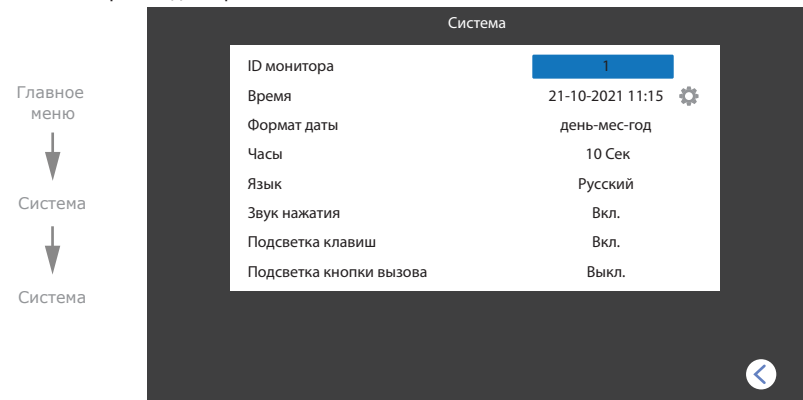 Система
Главное
меню
Система
Система
ID монитора 1
Время 21-10-2021 11:15
Формат даты день-мес-год
Часы 10 Сек
Язык Русский
Звук нажатия Вкл.
Подсветка клавиш Вкл.
Подсветка кнопки вызова Выкл.